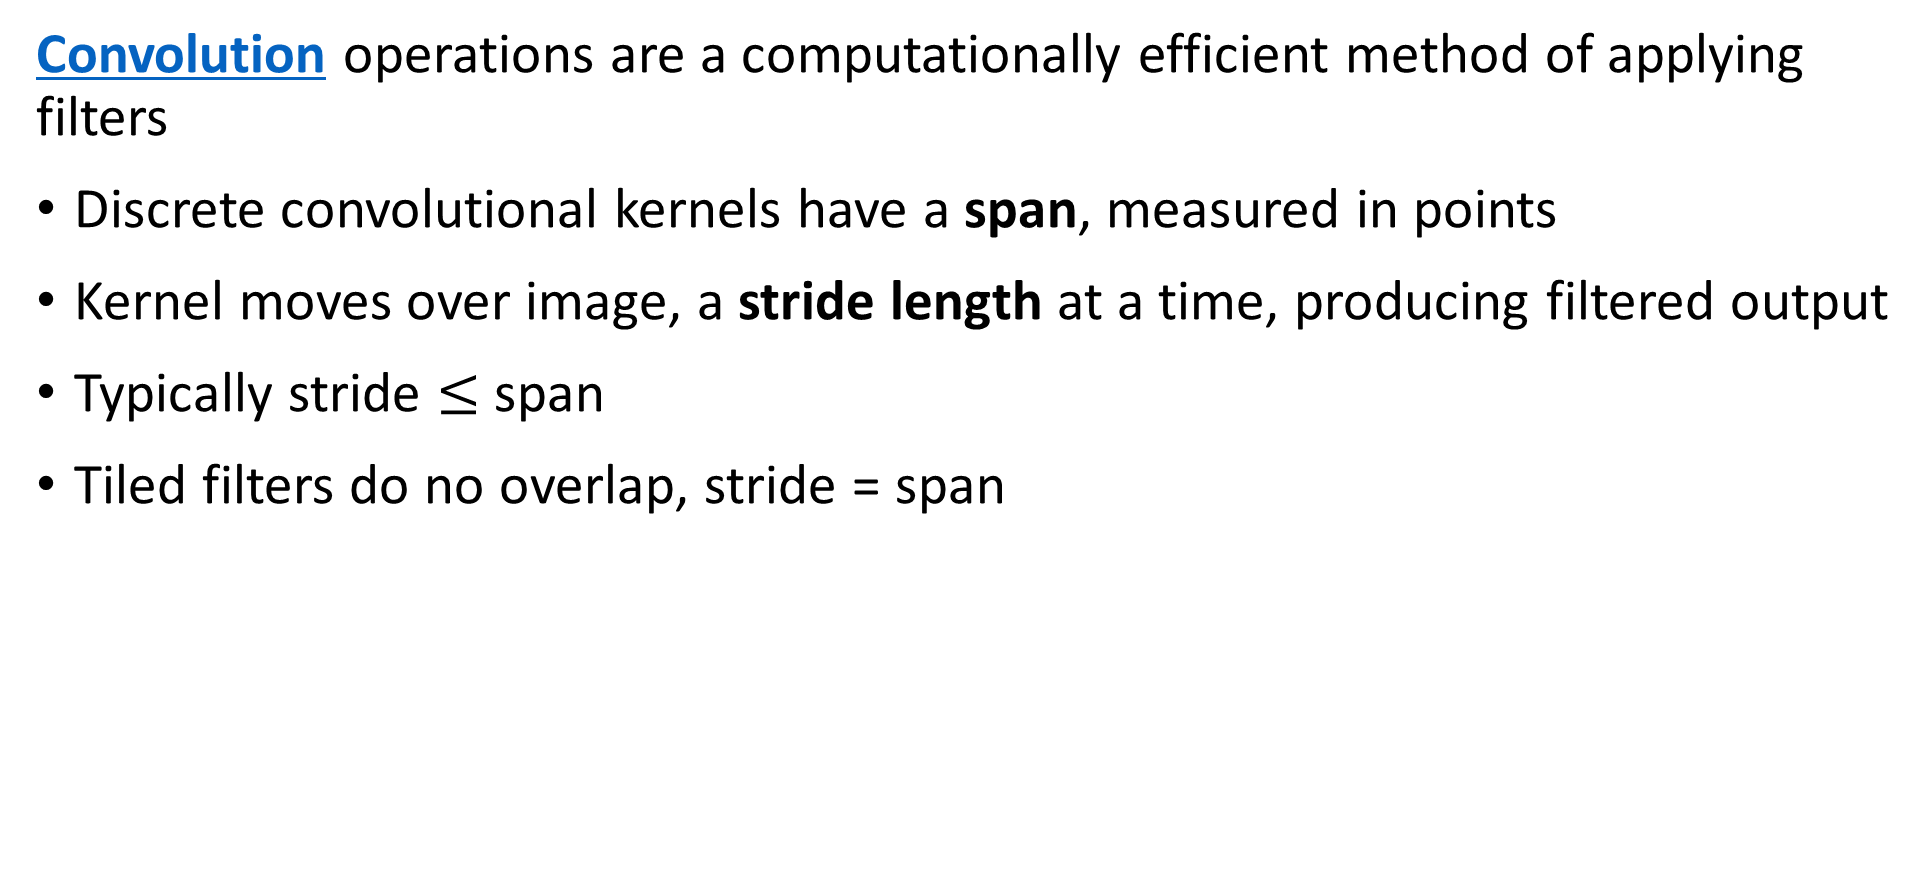 Convolution operations are a computationally efficient method of applying
filters
• Discrete convolutional kernels have a span, measured in points
• Kernel moves over image, a stride length at a time, producing filtered output
• Typically stride ≤ span
• Tiled filters do no overlap, stride = span